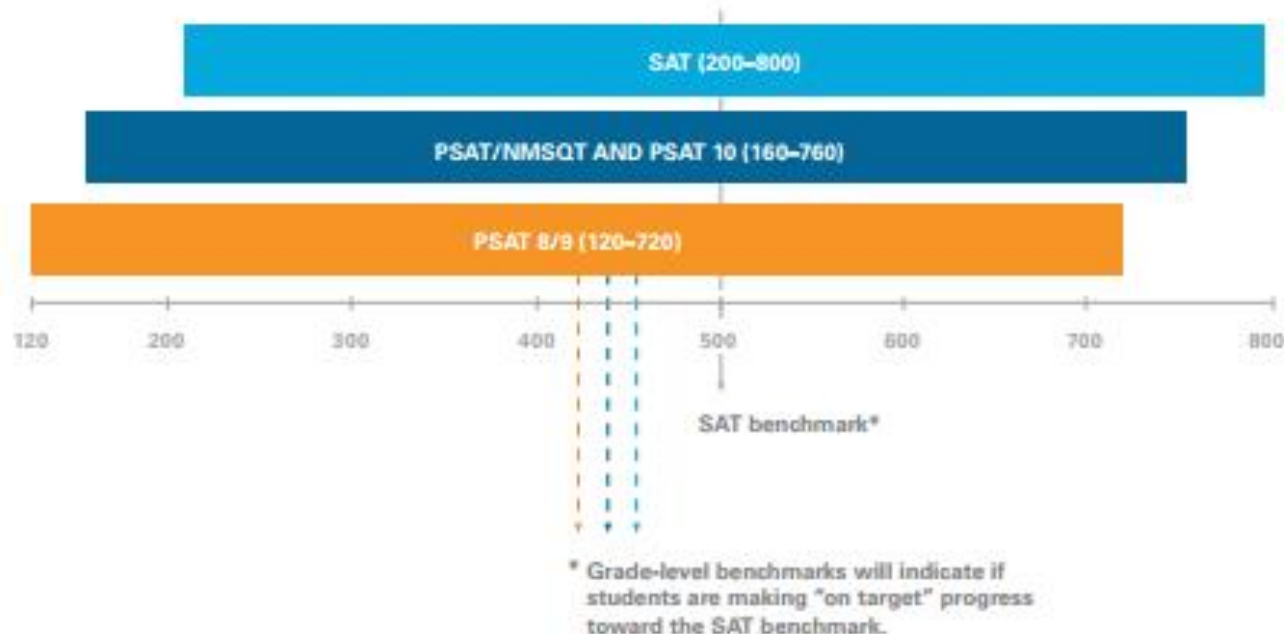 SAT (200–800)
PSAT/NMSQT AND PSAT 10 (160–760)
PSAT 8/9 (120–720)
120 200 300 400 500 600 700 800
SAT benchmark*
* Grade-level benchmarks will indicate if
students are making "on target" progress
toward the SAT benchmark.